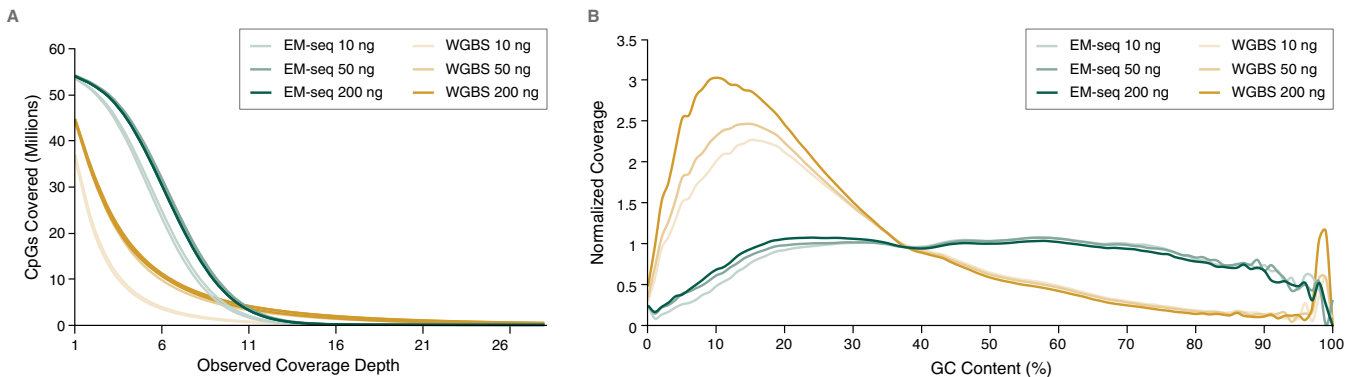 A
CpGs Covered (Millions)
60
50
40
30
20
10
0
1
6
11
16
21
26
Observed Coverage Depth
EM-seq 10 ng
WGBS 10 ng
EM-seq 50 ng
WGBS 50 ng
EM-seq 200 ng
WGBS 200 ng
B
Normalized Coverage
3.5
3
2.5
2
1.5
1
0.5
0
0
10
20
30
40
50
60
70
80
90
100
GC Content (%)
EM-seq 10 ng
WGBS 10 ng
EM-seq 50 ng
WGBS 50 ng
EM-seq 200 ng
WGBS 200 ng